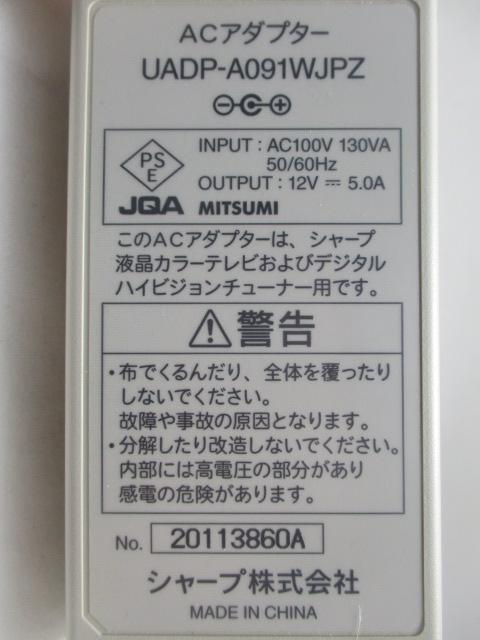 ACアダプター
UADP-A091WJPZ
PS
E
JQA MITSUMI
INPUT : AC100V 130VA
50/60Hz
OUTPUT : 12V ⎓ 5.0A
このACアダプターは、シャープ
液晶カラーテレビおよびデジタル
ハイビジョンチューナー用です。
警告
・布でくるんだり、全体を覆ったり
しないでください。
故障や事故の原因となります。
・分解したり改造しないでください。
内部には高電圧の部分があり
感電の危険があります。
No. 20113860A
シャープ株式会社
MADE IN CHINA